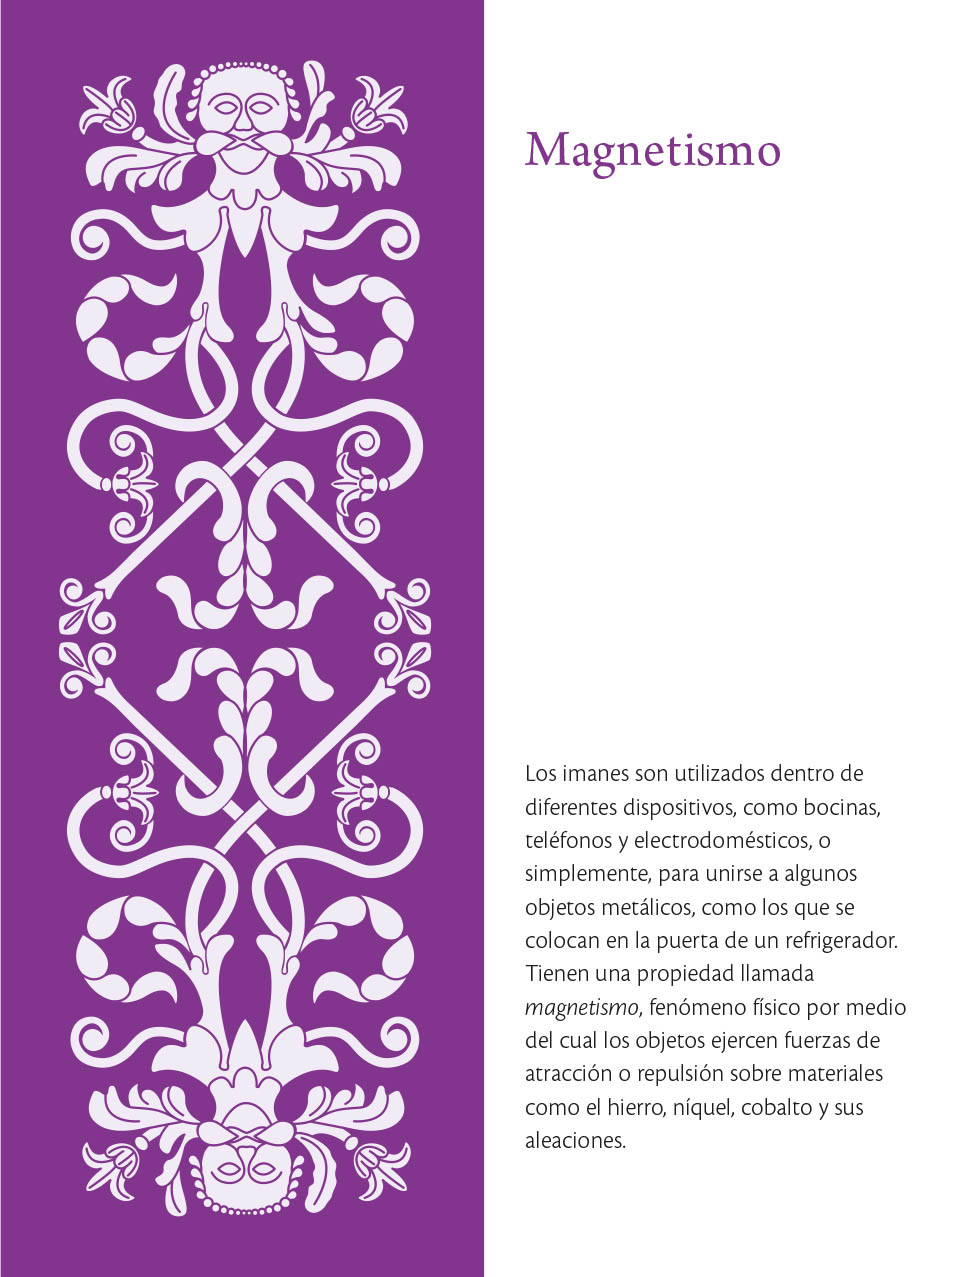 Magnetismo
Los imanes son utilizados dentro de
diferentes dispositivos, como bocinas,
teléfonos y electrodomésticos, o
simplemente, para unirse a algunos
objetos metálicos, como los que se
colocan en la puerta de un refrigerador.
Tienen una propiedad llamada
magnetismo, fenómeno físico por medio
del cual los objetos ejercen fuerzas de
atracción o repulsión sobre materiales
como el hierro, níquel, cobalto y sus
aleaciones.